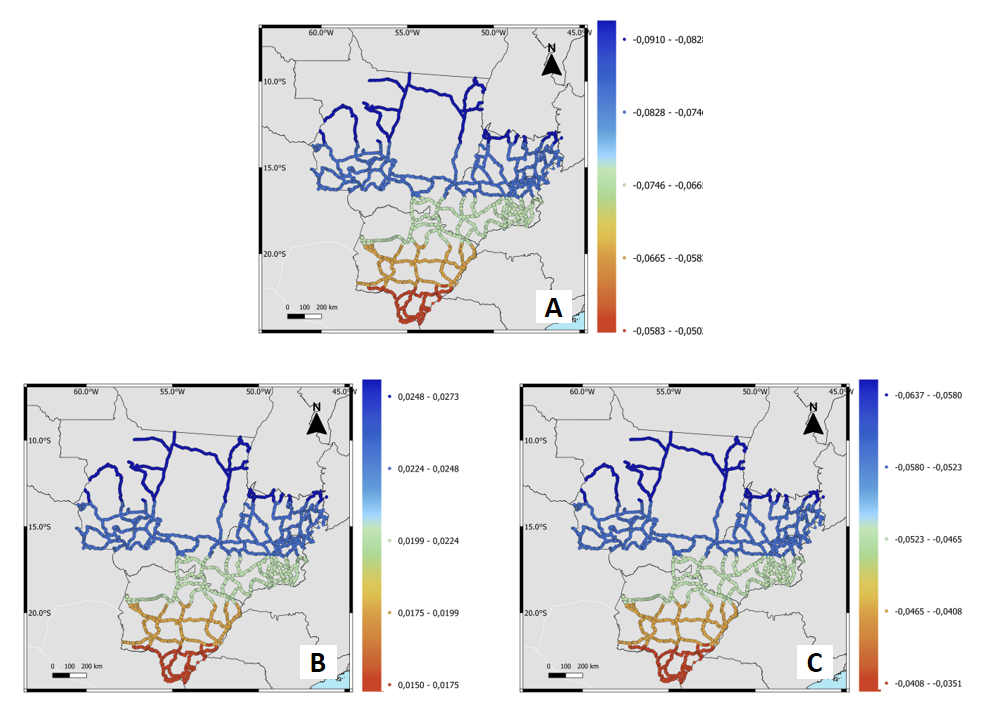 60.0°W 55.0°W 50.0°W 45.0°W
N
10.0°S
15.0°S
20.0°S
0 100 200 km
A
-0,0910 - -0,082
-0,0828 - -0,074
-0,0746 - -0,066
-0,0665 - -0,058
-0,0583 - -0,050
60.0°W 55.0°W 50.0°W 45.0°W
N
10.0°S
15.0°S
20.0°S
0 100 200 km
B
0,0248 - 0,0273
0,0224 - 0,0248
0,0199 - 0,0224
0,0175 - 0,0199
0,0150 - 0,0175
60.0°W 55.0°W 50.0°W 45.0°W
N
10.0°S
15.0°S
20.0°S
0 100 200 km
C
-0,0637 - -0,0580
-0,0580 - -0,0523
-0,0523 - -0,0465
-0,0465 - -0,0408
-0,0408 - -0,0351